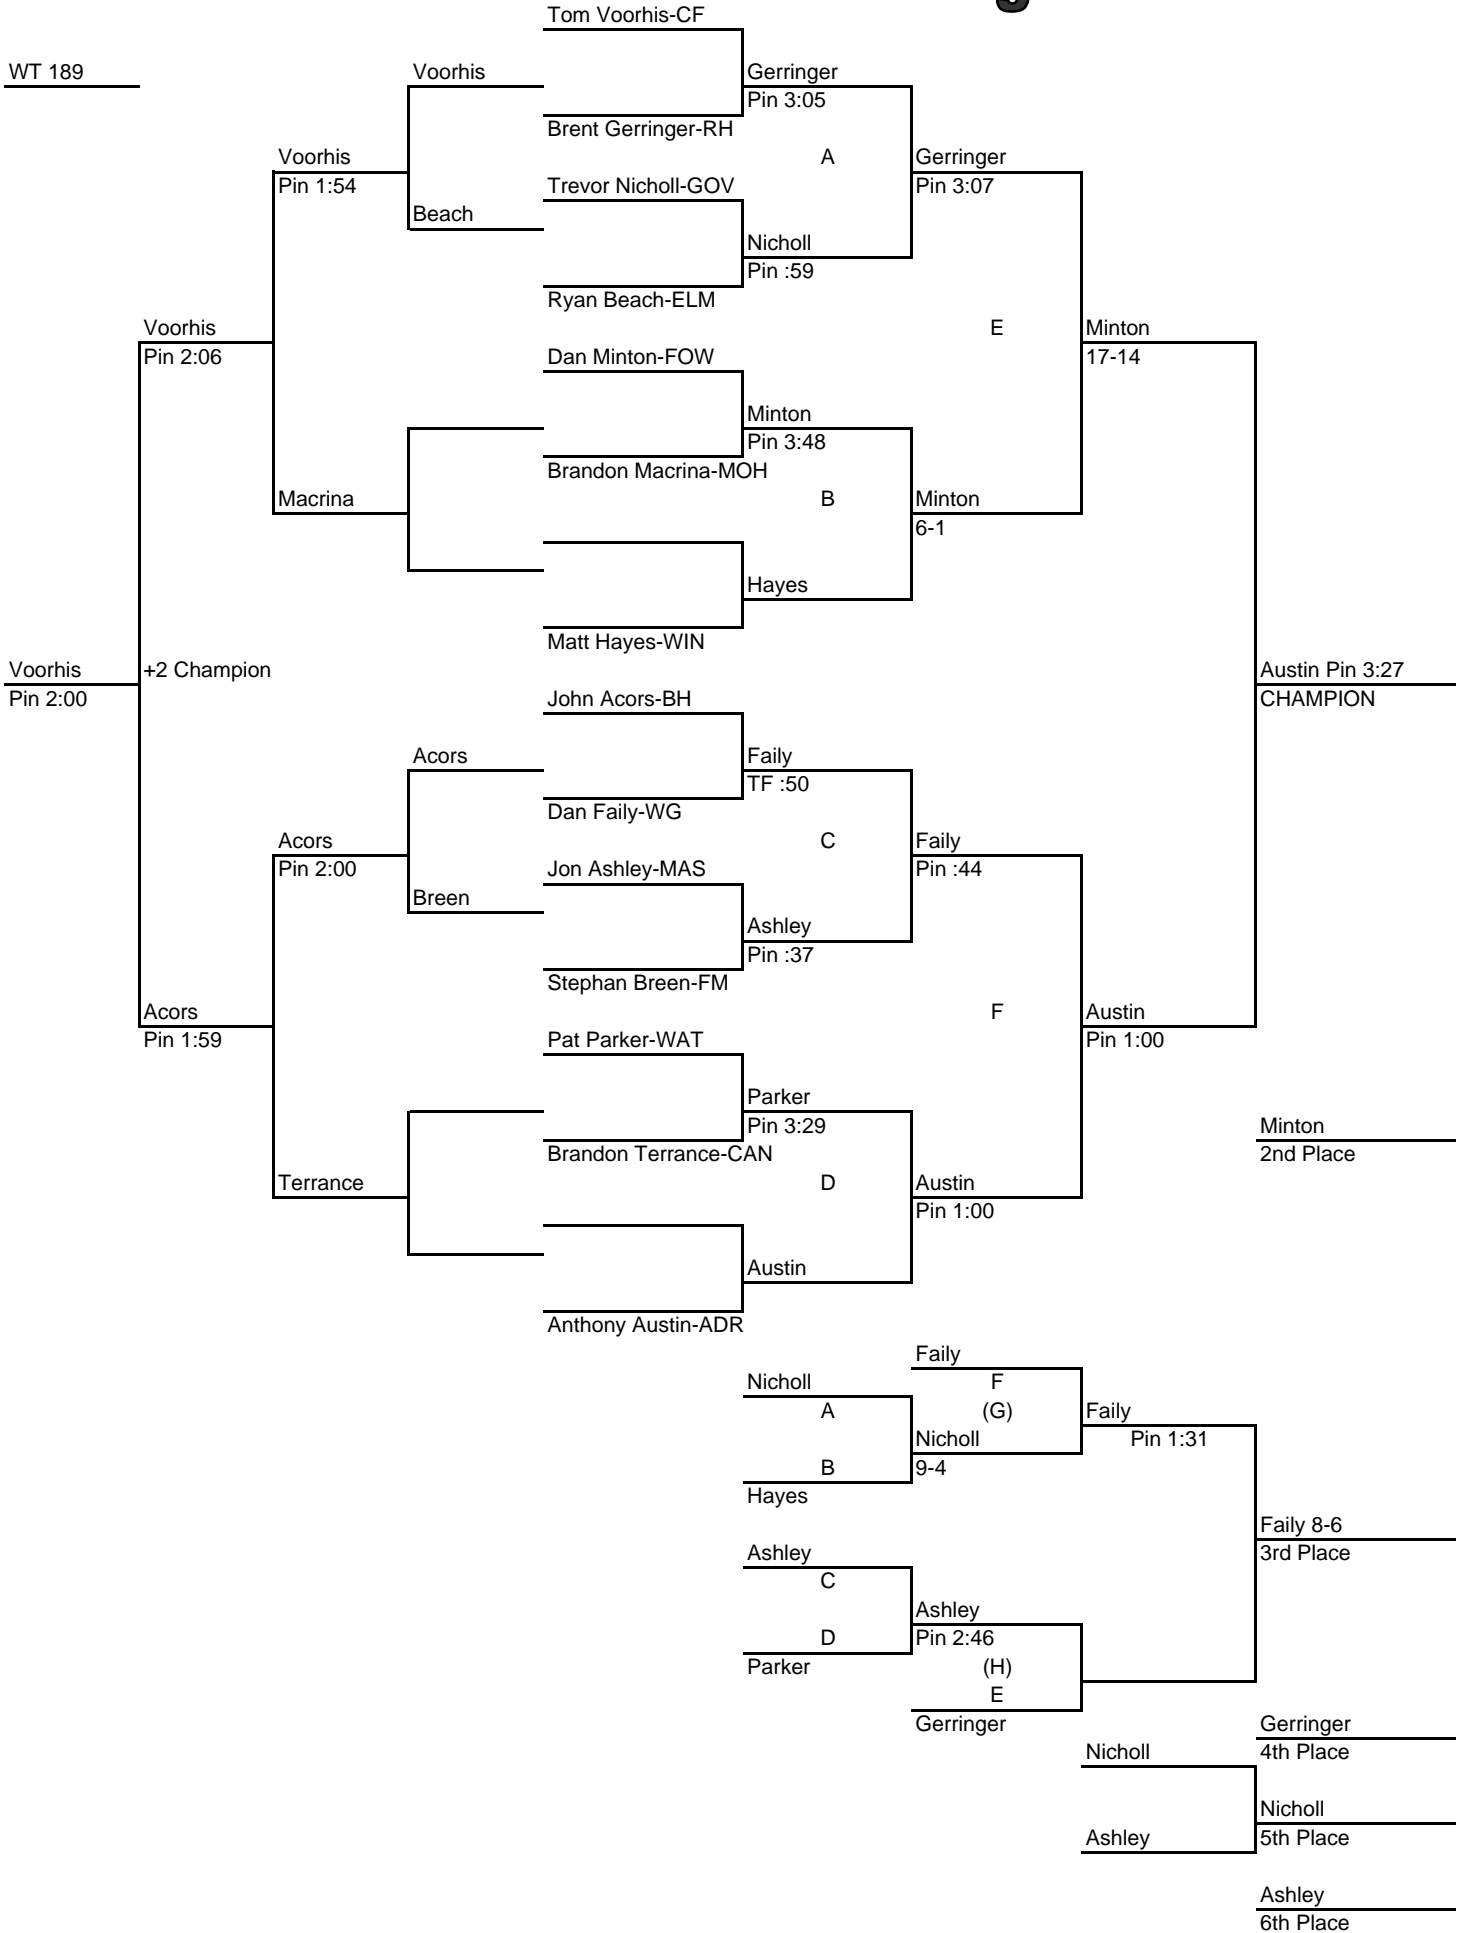 Tom Voorhis-CF
WT 189
Voorhis
Gerringer
Pin 3:05
Brent Gerringer-RH
Voorhis
A
Gerringer
Pin 1:54
Trevor Nicholl-GOV
Pin 3:07
Beach
Nicholl
Pin :59
Ryan Beach-ELM
Voorhis
E
Minton
Pin 2:06
Dan Minton-FOW
17-14
Minton
Pin 3:48
Brandon Macrina-MOH
Macrina
B
Minton
6-1
Hayes
Matt Hayes-WIN
Voorhis
+2 Champion
Austin Pin 3:27
Pin 2:00
John Acors-BH
CHAMPION
Acors
Faily
TF :50
Dan Faily-WG
Acors
C
Faily
Pin 2:00
Jon Ashley-MAS
Pin :44
Breen
Ashley
Pin :37
Stephan Breen-FM
Acors
F
Austin
Pin 1:59
Pat Parker-WAT
Pin 1:00
Parker
Minton
Pin 3:29
Brandon Terrance-CAN
2nd Place
Terrance
D
Austin
Pin 1:00
Austin
Anthony Austin-ADR
Faily
Nicholl
F
A
(G)
Faily
Nicholl
Pin 1:31
B
9-4
Hayes
Faily 8-6
Ashley
3rd Place
C
Ashley
D
Pin 2:46
Parker
(H)
E
Gerringer
Gerringer
Nicholl
4th Place
Nicholl
Ashley
5th Place
Ashley
6th Place